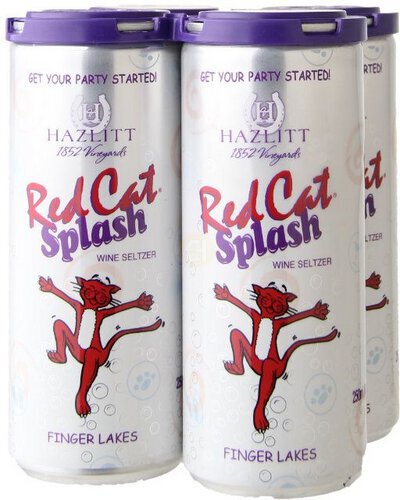 GET YOUR PARTY STARTED!
HAZLITT
1852 Vineyards
Red Cat
Splash
WINE SELTZER
FINGER LAKES
GET YOUR PARTY STARTED!
HAZLITT
1852 Vineyards
Red Cat®
Splash
WINE SELTZER
250m
FINGER LAKES